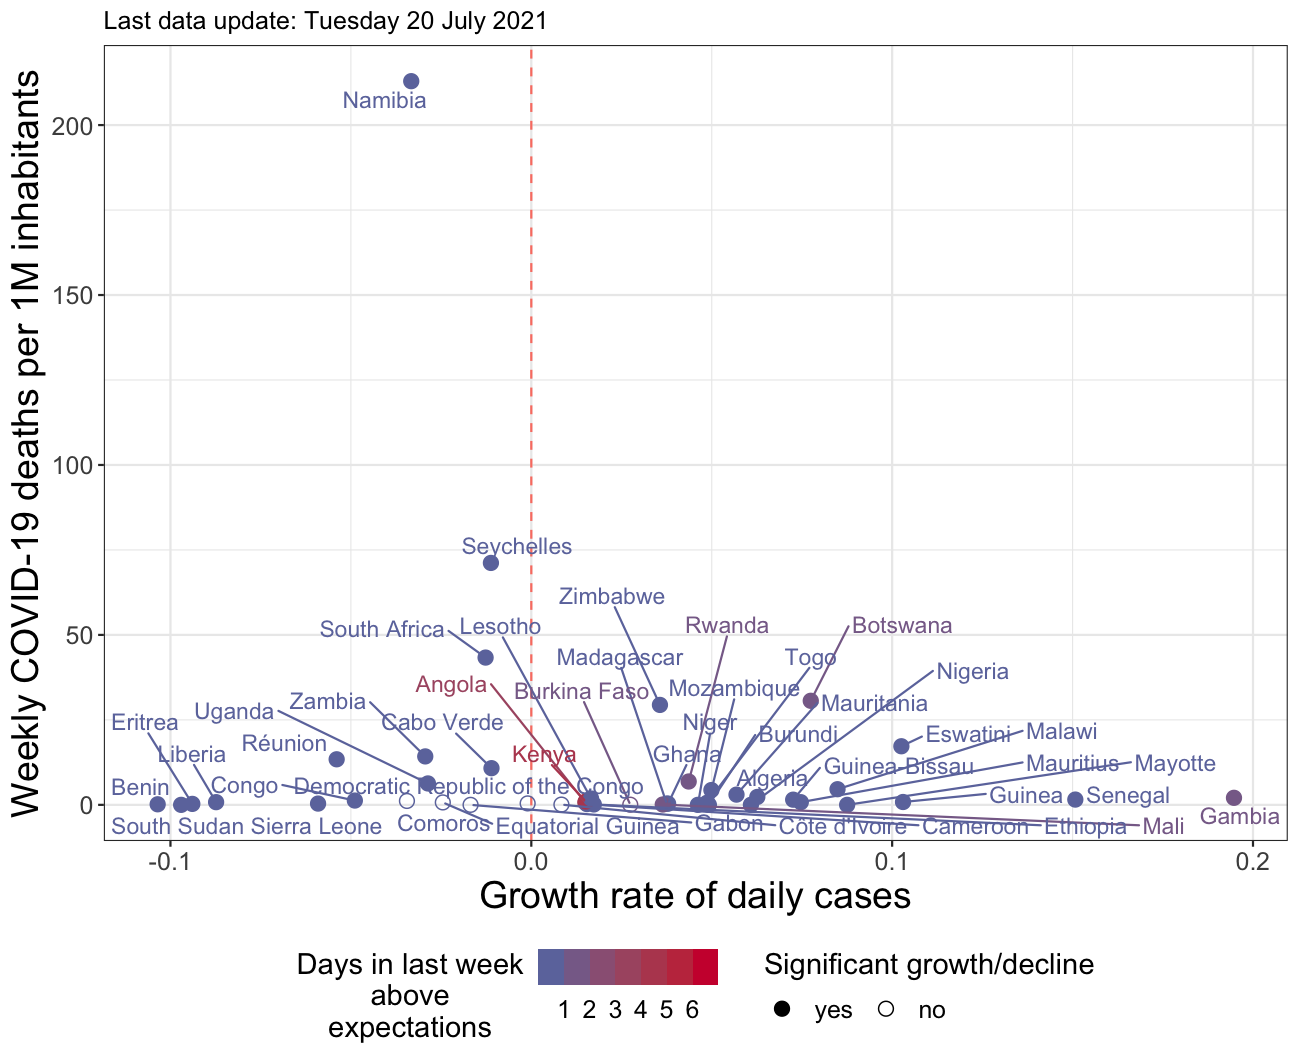 Last data update: Tuesday 20 July 2021
Weekly COVID-19 deaths per 1M inhabitants
200
150
100
50
0
Namibia
Seychelles
Zimbabwe
South Africa
Lesotho
Rwanda
Botswana
Madagascar
Togo
Nigeria
Angola
Burkina Faso
Mozambique
Zambia
Mauritania
Uganda
Eritrea
Cabo Verde
Niger
Burundi
Eswatini
Malawi
Réunion
Liberia
Kenya
Ghana
Guinea-Bissau
Mauritius
Mayotte
Algeria
Benin
Congo
Democratic Republic of the Congo
Guinea
Senegal
Gambia
South Sudan
Sierra Leone
Comoros
Equatorial Guinea
Gabon
Côte d'Ivoire
Cameroon
Ethiopia
Mali
-0.1
0.0
0.1
0.2
Growth rate of daily cases
Days in last week
above
expectations
1 2 3 4 5 6
Significant growth/decline
yes
no